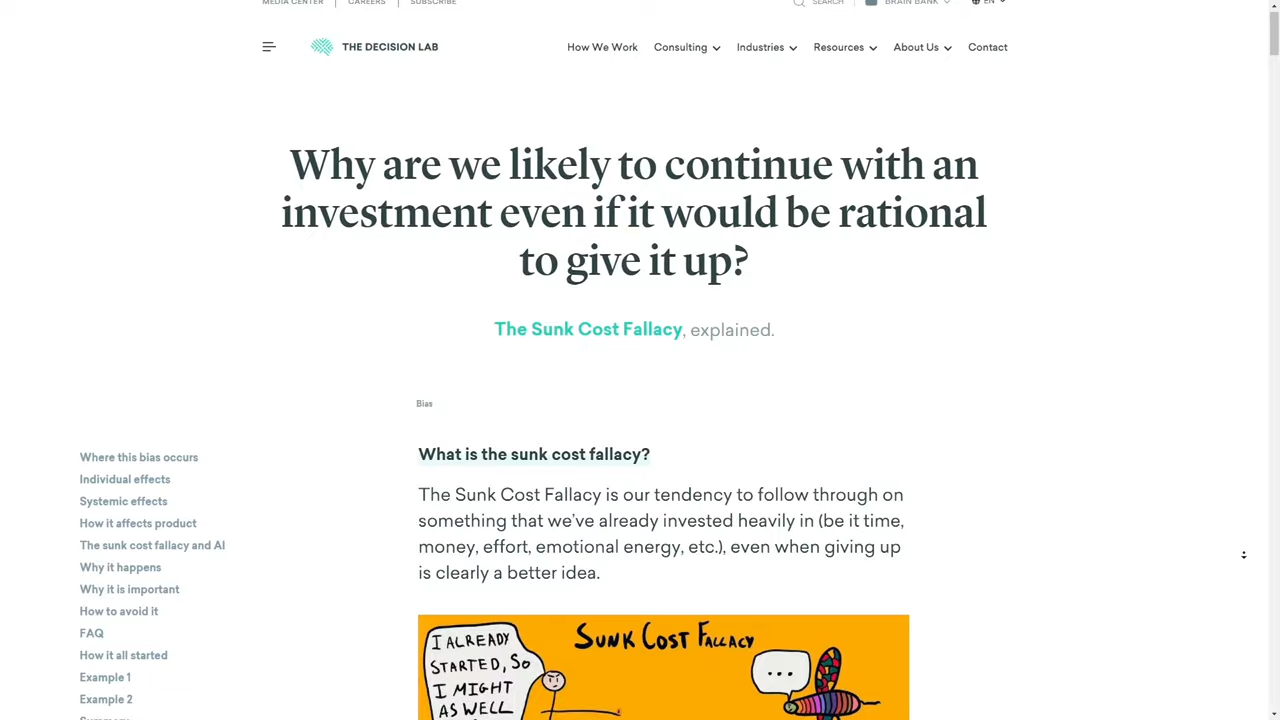 MEDIA CENTER
CAREERS
SUBSCRIBE
SEARCH
BRAIN BANK
EN
THE DECISION LAB
How We Work
Consulting
Industries
Resources
About Us
Contact
Why are we likely to continue with an
investment even if it would be rational
to give it up?
The Sunk Cost Fallacy, explained.
Bias
What is the sunk cost fallacy?
The Sunk Cost Fallacy is our tendency to follow through on
something that we’ve already invested heavily in (be it time,
money, effort, emotional energy, etc.), even when giving up
is clearly a better idea.
Where this bias occurs
Individual effects
Systemic effects
How it affects product
The sunk cost fallacy and AI
Why it happens
Why it is important
How to avoid it
FAQ
How it all started
Example 1
Example 2
Summary
SUNK COST FALLACY
I ALREADY
STARTED, SO
I MIGHT
AS WELL
...